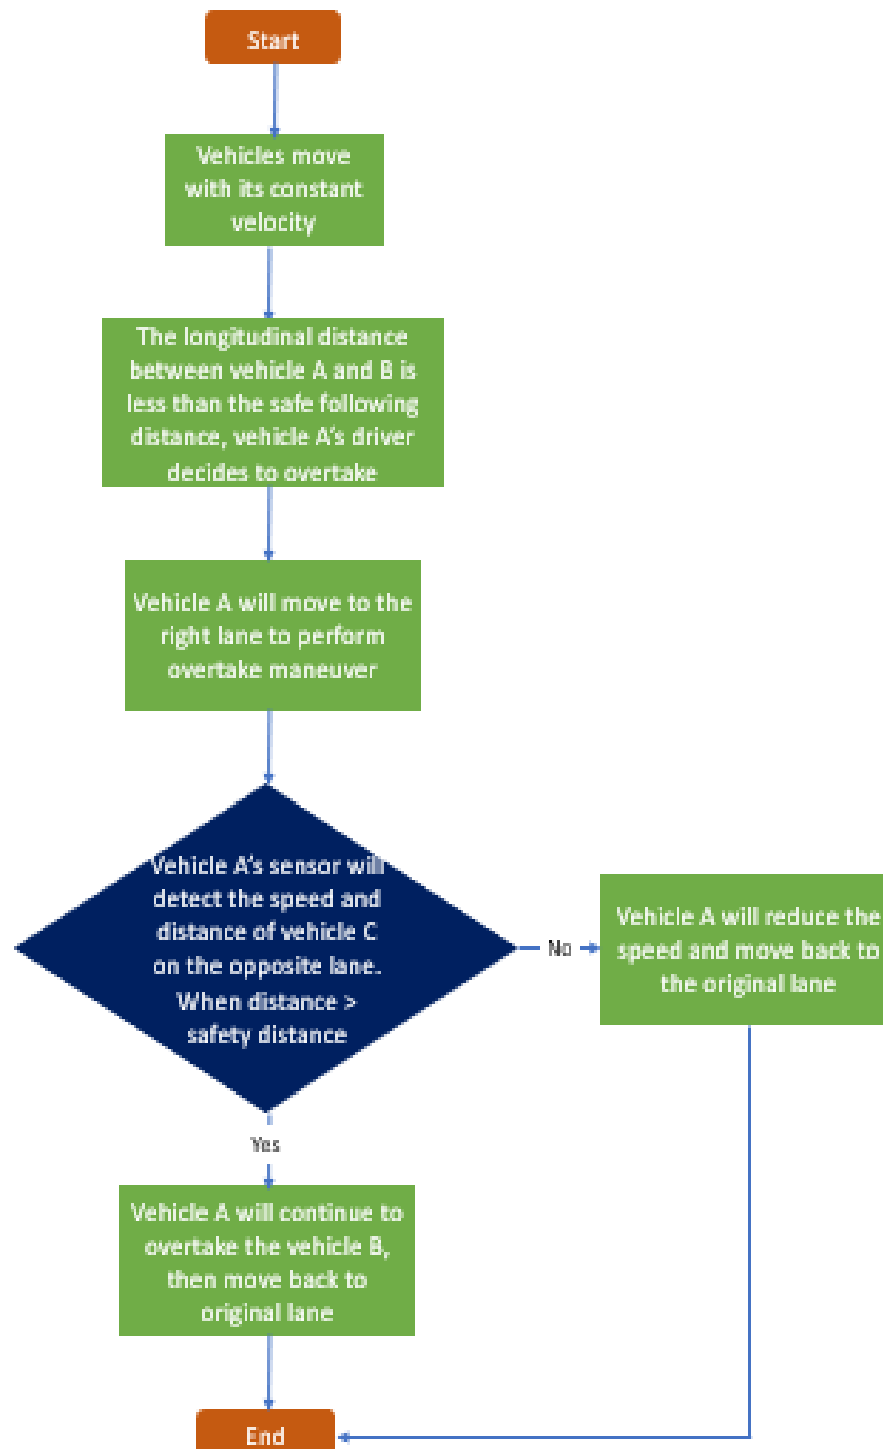 Start
Vehicles move
with its constant
velocity
The longitudinal distance
between vehicle A and B is
less than the safe following
distance, vehicle A's driver
decides to overtake
Vehicle A will move to the
right lane to perform
overtake maneuver
Vehicle A's sensor will
detect the speed and
distance of vehicle C
on the opposite lane.
When distance >
safety distance
No
Vehicle A will reduce the
speed and move back to
the original lane
Yes
Vehicle A will continue to
overtake the vehicle B,
then move back to
original lane
End